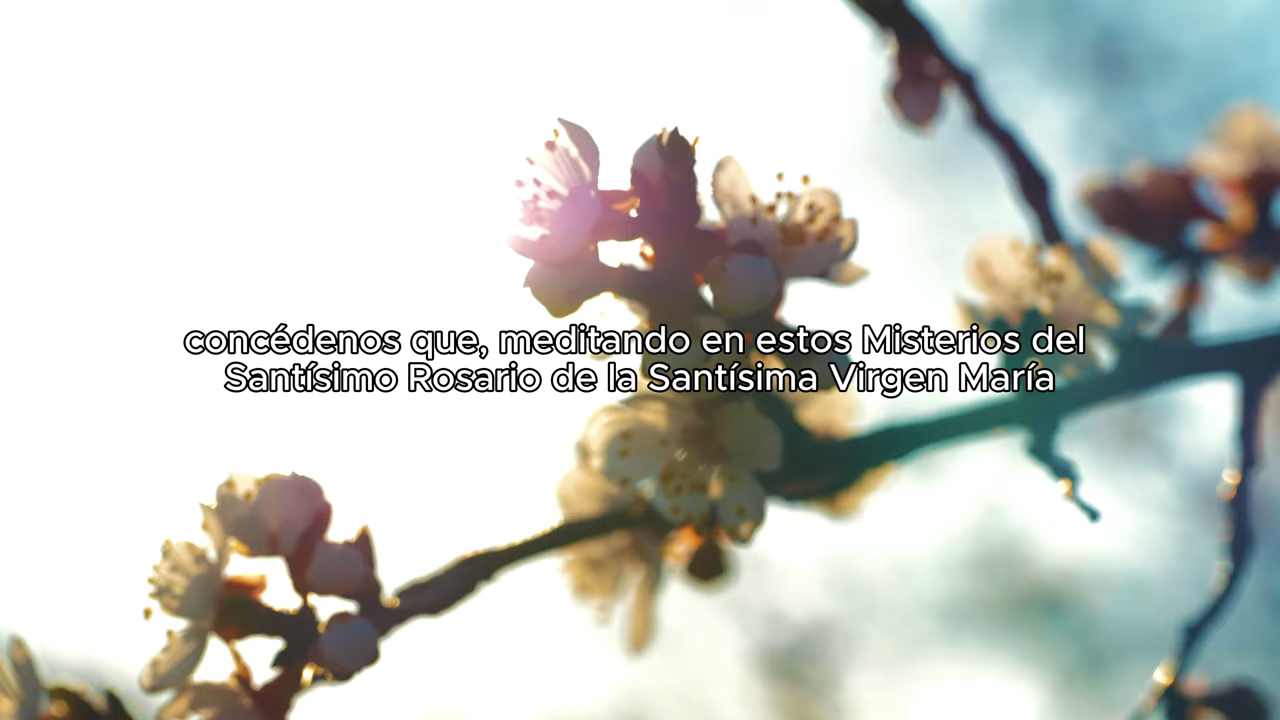 concédenos que, meditando en estos Misterios del
Santísimo Rosario de la Santísima Virgen María